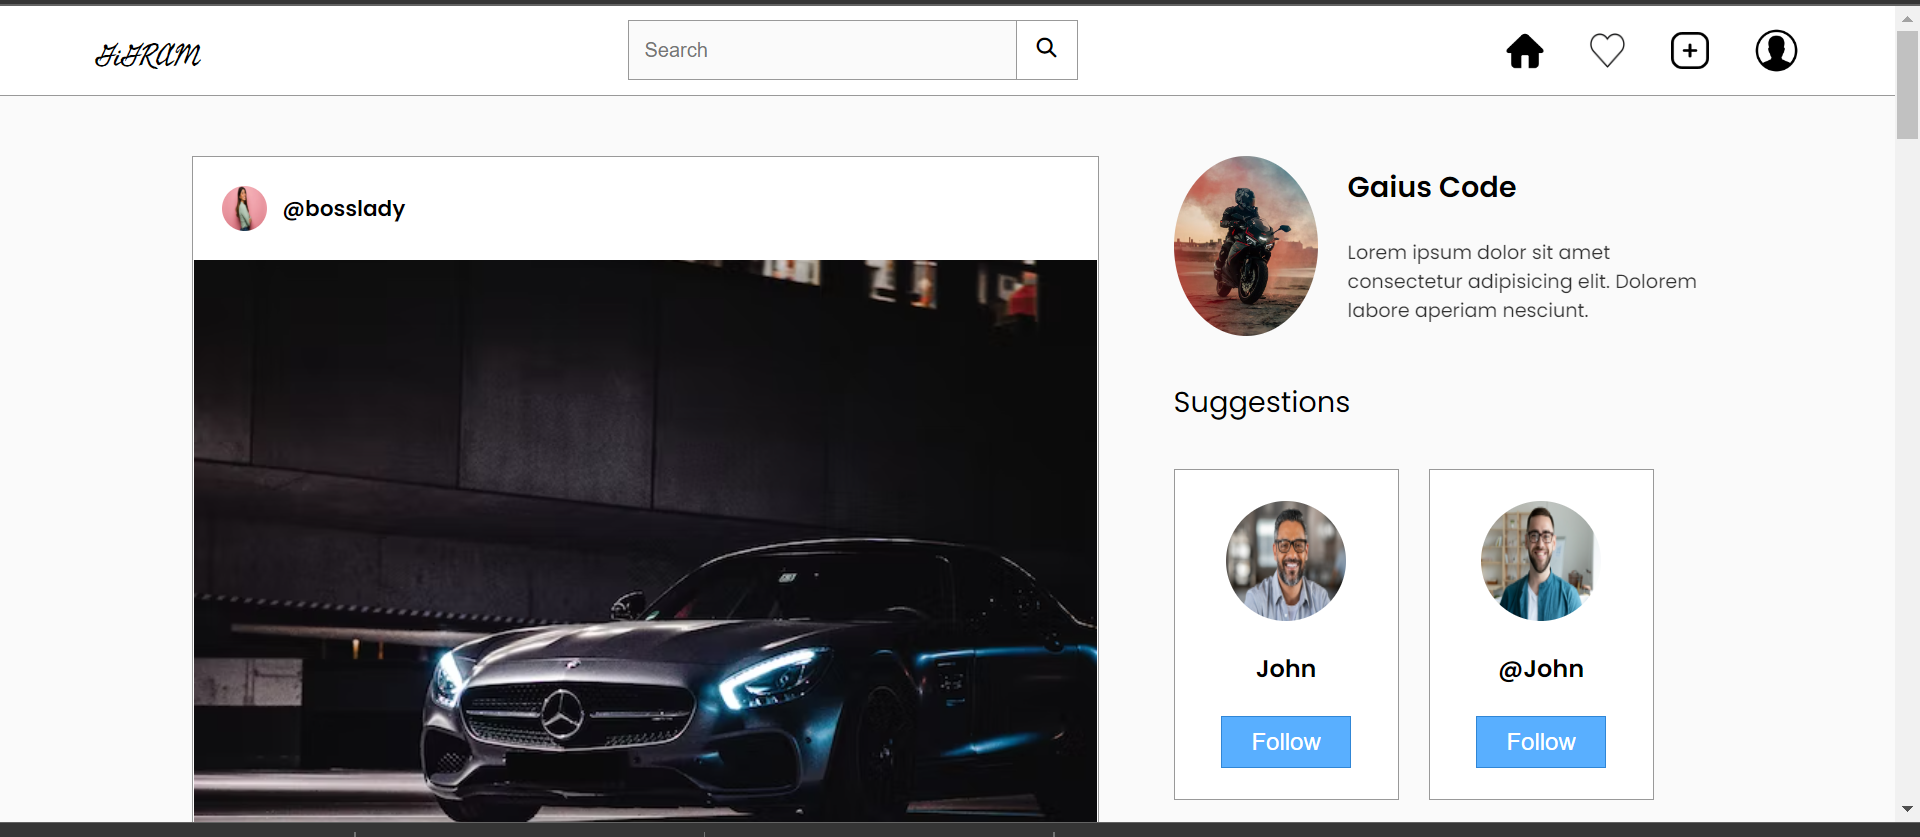 GiGRAM
Search
@bosslady
Gaius Code
Lorem ipsum dolor sit amet
consectetur adipisicing elit. Dolorem
labore aperiam nesciunt.
Suggestions
John
@John
Follow
Follow